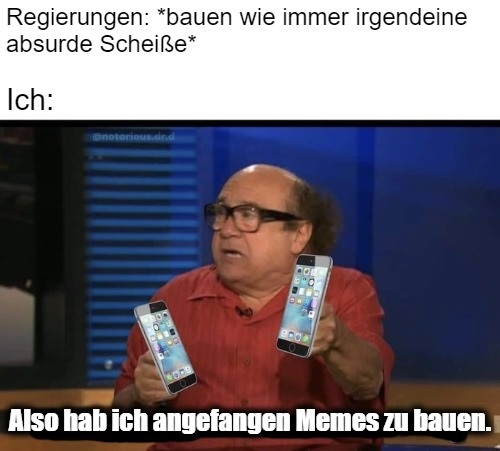 Regierungen: *bauen wie immer irgendeine
absurde Scheiße*
Ich:
@notorious.dr.d
Also hab ich angefangen Memes zu bauen.